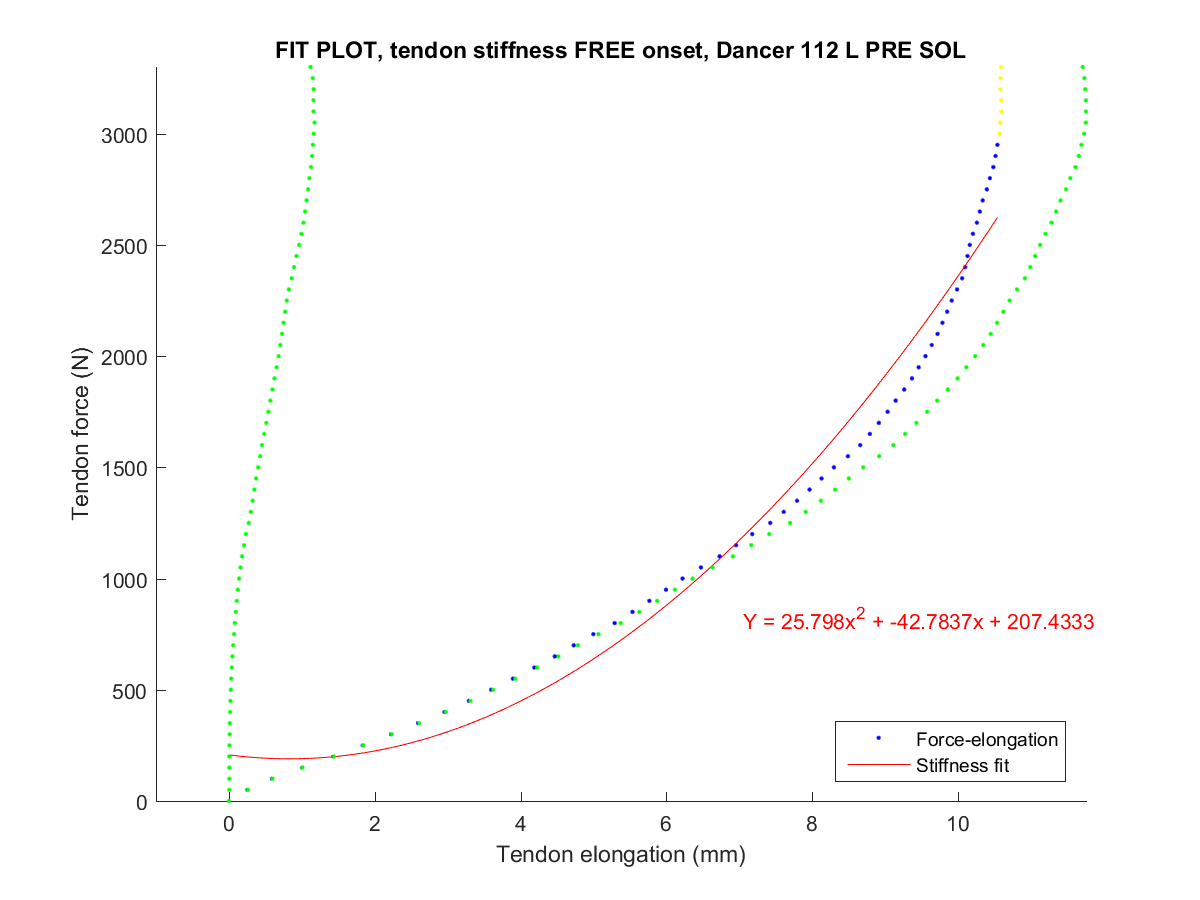 FIT PLOT, tendon stiffness FREE onset, Dancer 112 L PRE SOL
3000
2500
2000
1500
1000
500
0
Tendon force (N)
Y = 25.798x² + -42.7837x + 207.4333
Force-elongation
Stiffness fit
0 2 4 6 8 10
Tendon elongation (mm)